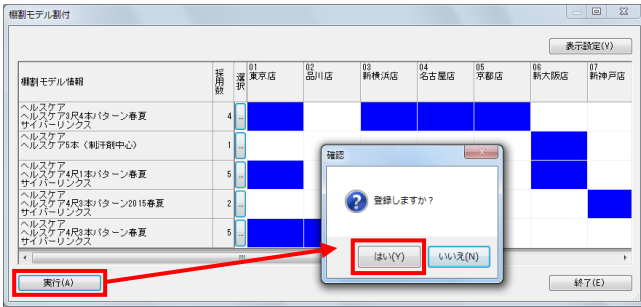 棚割モデル割付
表示設定(V)
棚割モデル情報
採用数
選択
01
東京店
02
品川店
03
新横浜店
04
名古屋店
05
京都店
06
新大阪店
07
新神戸店
ヘルスケア
ヘルスケア3尺4本パターン春夏
サイバーリンクス
4
...
ヘルスケア
ヘルスケア5本（制汗剤中心）
1
...
ヘルスケア
ヘルスケア4尺1本パターン春夏
サイバーリンクス
5
...
ヘルスケア
ヘルスケア4尺3本パターン2015春夏
サイバーリンクス
2
...
ヘルスケア
ヘルスケア4尺3本パターン春夏
サイバーリンクス
5
...
確認
登録しますか？
はい(Y)
いいえ(N)
実行(A)
終了(E)